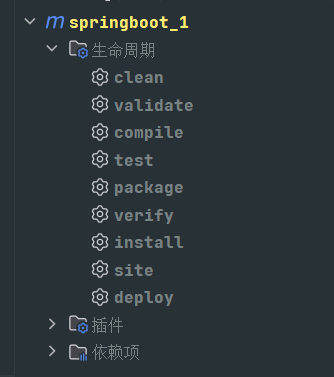 springboot_1
生命周期
clean
validate
compile
test
package
verify
install
site
deploy
插件
依赖项